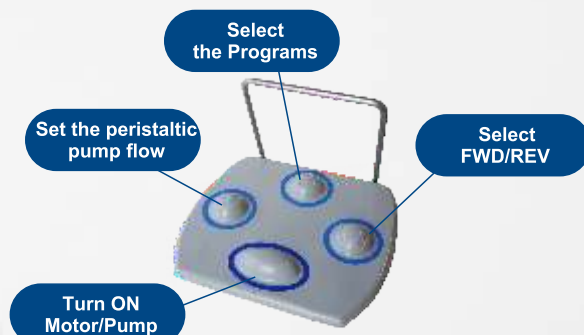 Select
the Programs
Set the peristaltic
pump flow
Select
FWD/REV
Turn ON
Motor/Pump